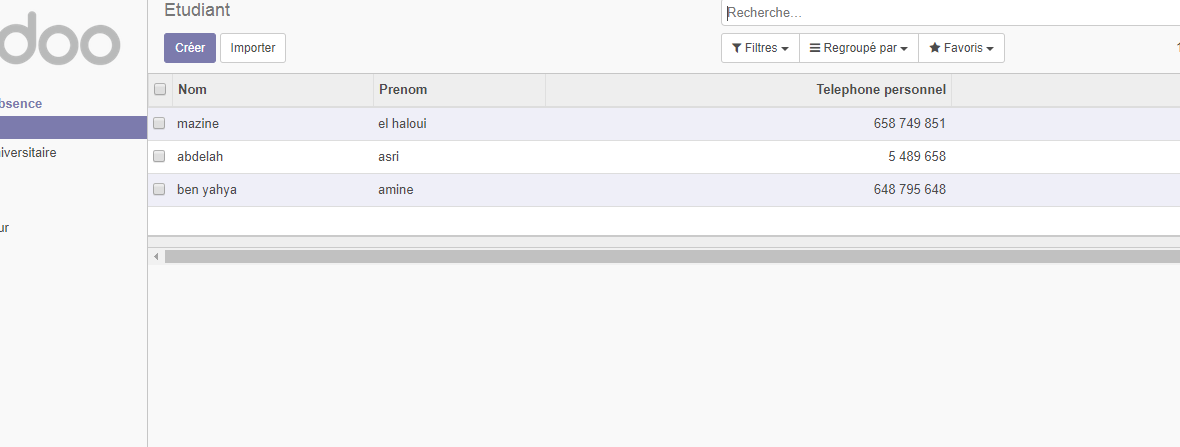 Etudiant
Recherche...
doo
Créer Importer
Filtres Regroupé par Favoris
bsence
Nom Prenom Telephone personnel
mazine el haloui 658 749 851
iversitaire
abdelah asri 5 489 658
ben yahya amine 648 795 648
ur